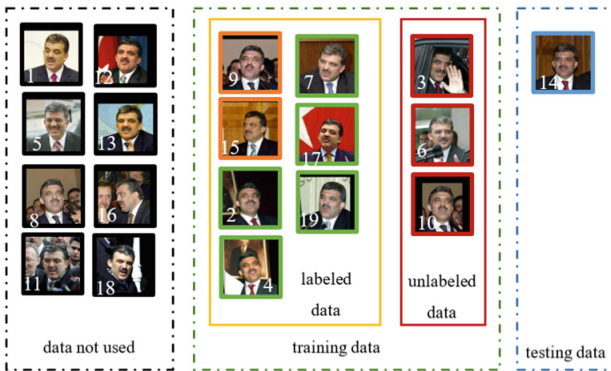 1 12 9 7 3 14
5 13 15 17 6
8 16 2 19 10
11 18 4
labeled unlabeled
data data
data not used training data testing data